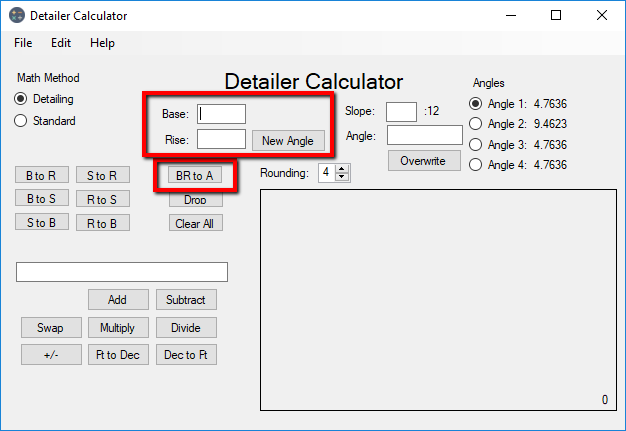 Detailer Calculator
File Edit Help
Math Method
Detailing
Standard
Detailer Calculator
Base:
Rise:
New Angle
Slope: :12
Angle:
Overwrite
Angles
Angle 1: 4.7636
Angle 2: 9.4623
Angle 3: 4.7636
Angle 4: 4.7636
B to R S to R BR to A
Rounding: 4
B to S R to S Drop
S to B R to B Clear All
Add Subtract
Swap Multiply Divide
+/- Ft to Dec Dec to Ft
0